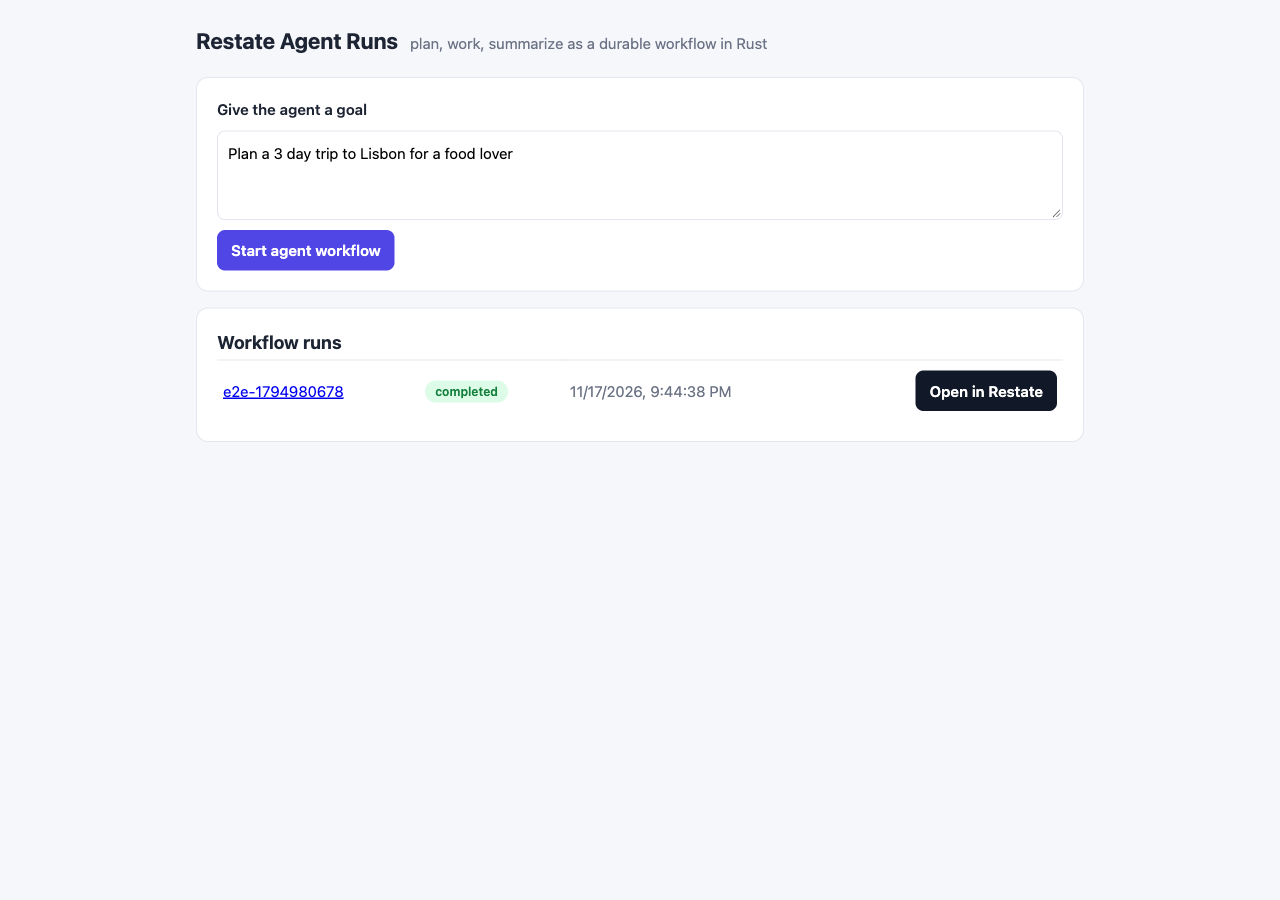 Restate Agent Runs plan, work, summarize as a durable workflow in Rust
Give the agent a goal
Plan a 3 day trip to Lisbon for a food lover
Start agent workflow
Workflow runs
e2e-1794980678 completed 11/17/2026, 9:44:38 PM Open in Restate